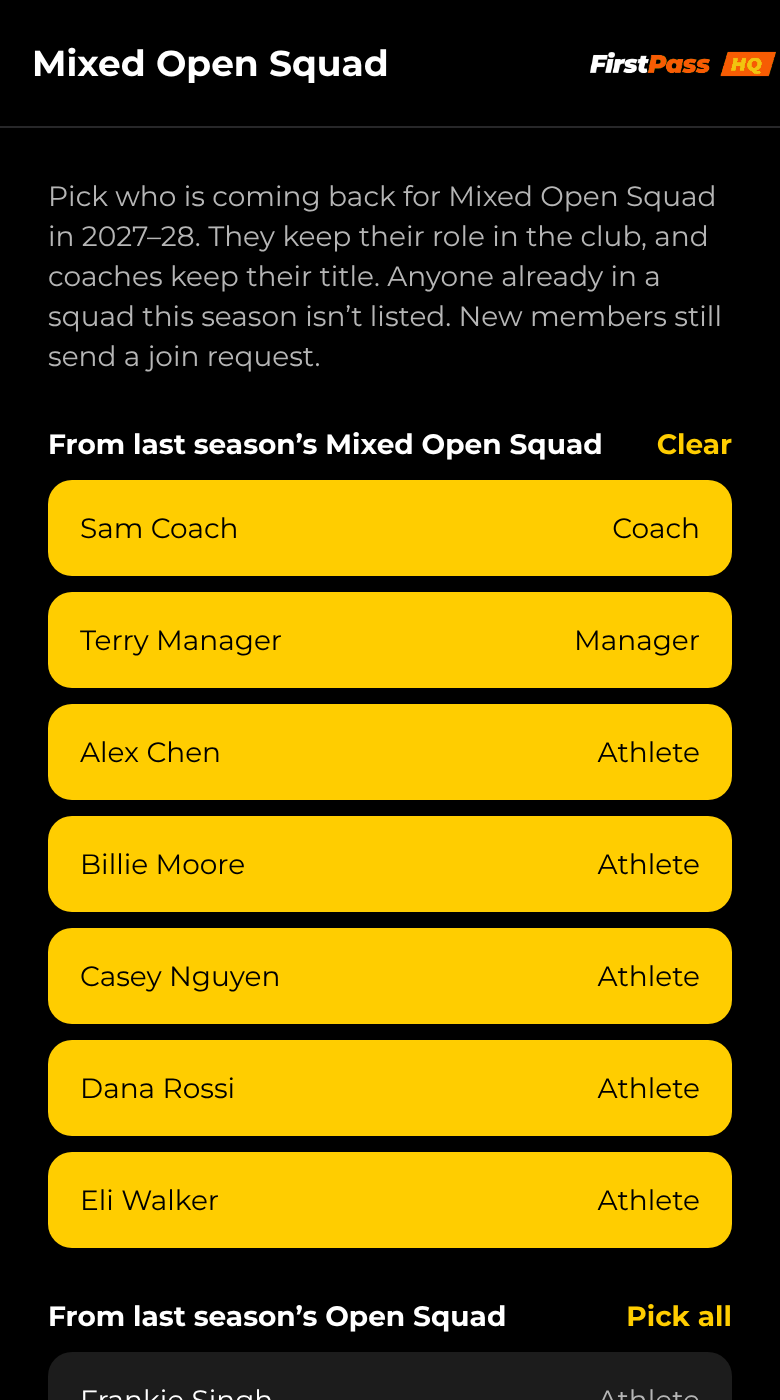 Mixed Open Squad
FirstPass HQ
Pick who is coming back for Mixed Open Squad
in 2027–28. They keep their role in the club, and
coaches keep their title. Anyone already in a
squad this season isn’t listed. New members still
send a join request.
From last season’s Mixed Open Squad Clear
Sam Coach Coach
Terry Manager Manager
Alex Chen Athlete
Billie Moore Athlete
Casey Nguyen Athlete
Dana Rossi Athlete
Eli Walker Athlete
From last season’s Open Squad Pick all
Frankie Singh Athlete